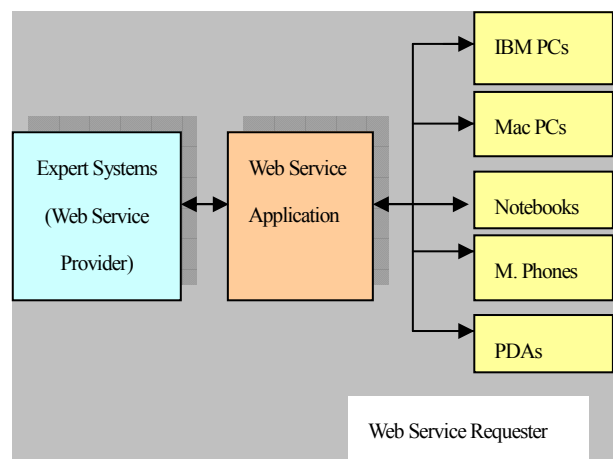 Expert Systems
(Web Service
Provider)
Web Service
Application
IBM PCs
Mac PCs
Notebooks
M. Phones
PDAs
Web Service Requester